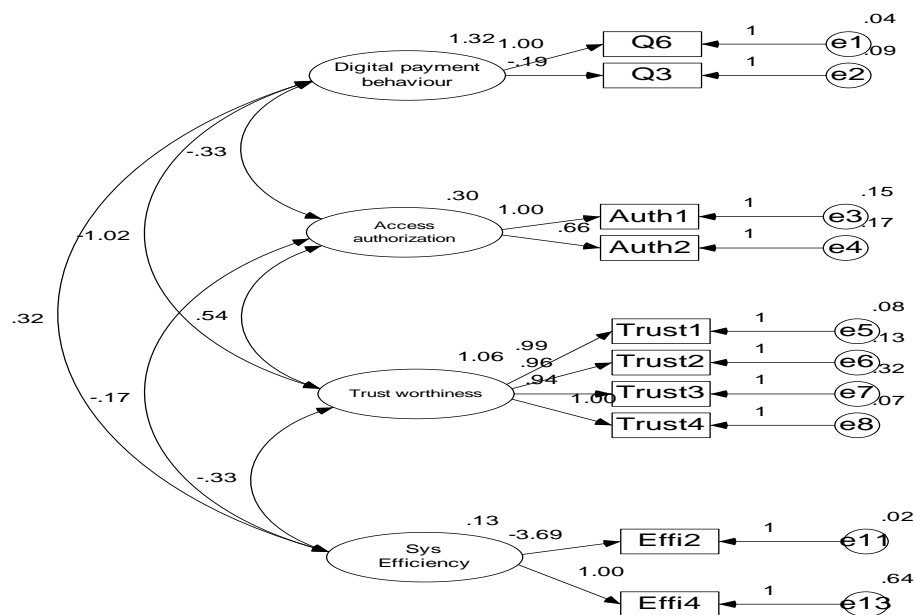 .04
1.32 1.00 Q6 1 e1
-.19 .09
Digital payment
behaviour
Q3 1 e2
-.33
.30 .15
1.00 Auth1 1 e3
Access
authorization
.66 .17
Auth2 1 e4
-1.02
.32
.54
.08
1.06 .99 Trust1 1 e5
.96 .13
Trust2 1 e6
.94 .32
Trust worthiness
Trust3 1 e7
1.00 .07
Trust4 1 e8
-.17
-.33
.13 .02
-3.69 Effi2 1 e11
Sys
Efficiency
1.00 .64
Effi4 1 e13